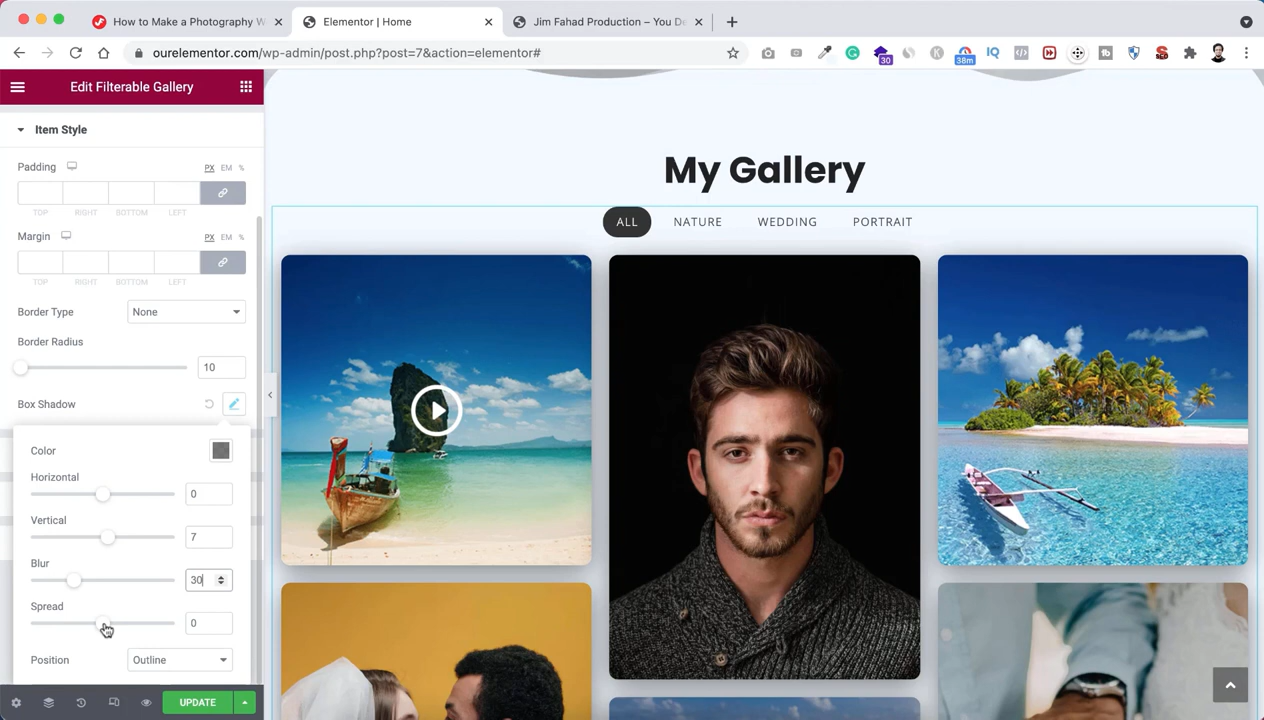 How to Make a Photography W
Elementor | Home
Jim Fahad Production – You De
ourelementor.com/wp-admin/post.php?post=7&action=elementor#
30
38m
IQ
Edit Filterable Gallery
Item Style
Padding
PX EM %
TOP RIGHT BOTTOM LEFT
Margin
PX EM %
TOP RIGHT BOTTOM LEFT
Border Type
None
Border Radius
10
Box Shadow
Color
Horizontal
0
Vertical
7
Blur
30
Spread
0
Position
Outline
UPDATE
My Gallery
ALL NATURE WEDDING PORTRAIT